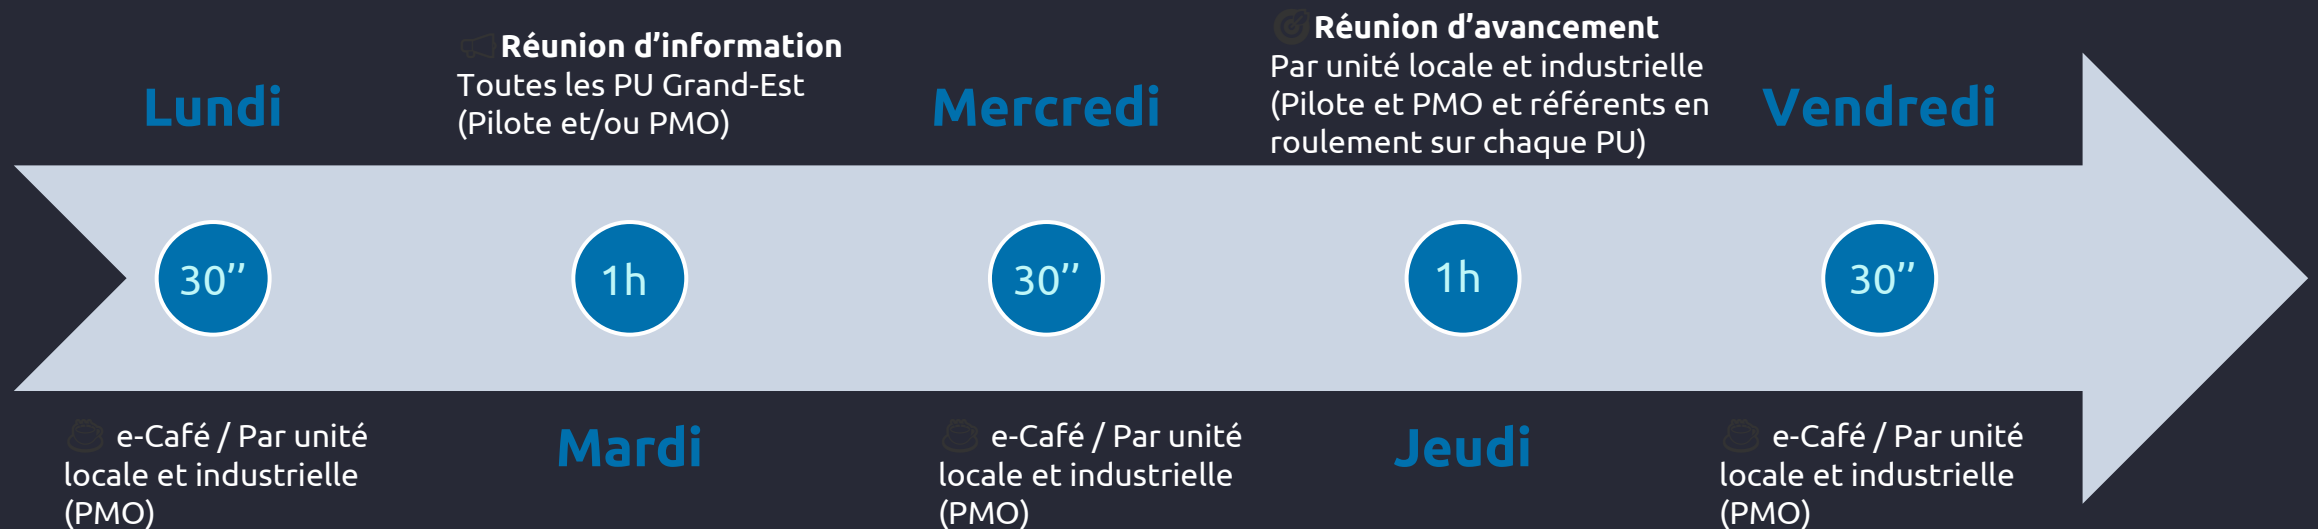 Lundi
30’’
e-Café / Par unité
locale et industrielle
(PMO)
Réunion d’information
Toutes les PU Grand-Est
(Pilote et/ou PMO)
1h
Mardi
Mercredi
30’’
e-Café / Par unité
locale et industrielle
(PMO)
Réunion d’avancement
Par unité locale et industrielle
(Pilote et PMO et référents en
roulement sur chaque PU)
1h
Jeudi
Vendredi
30’’
e-Café / Par unité
locale et industrielle
(PMO)